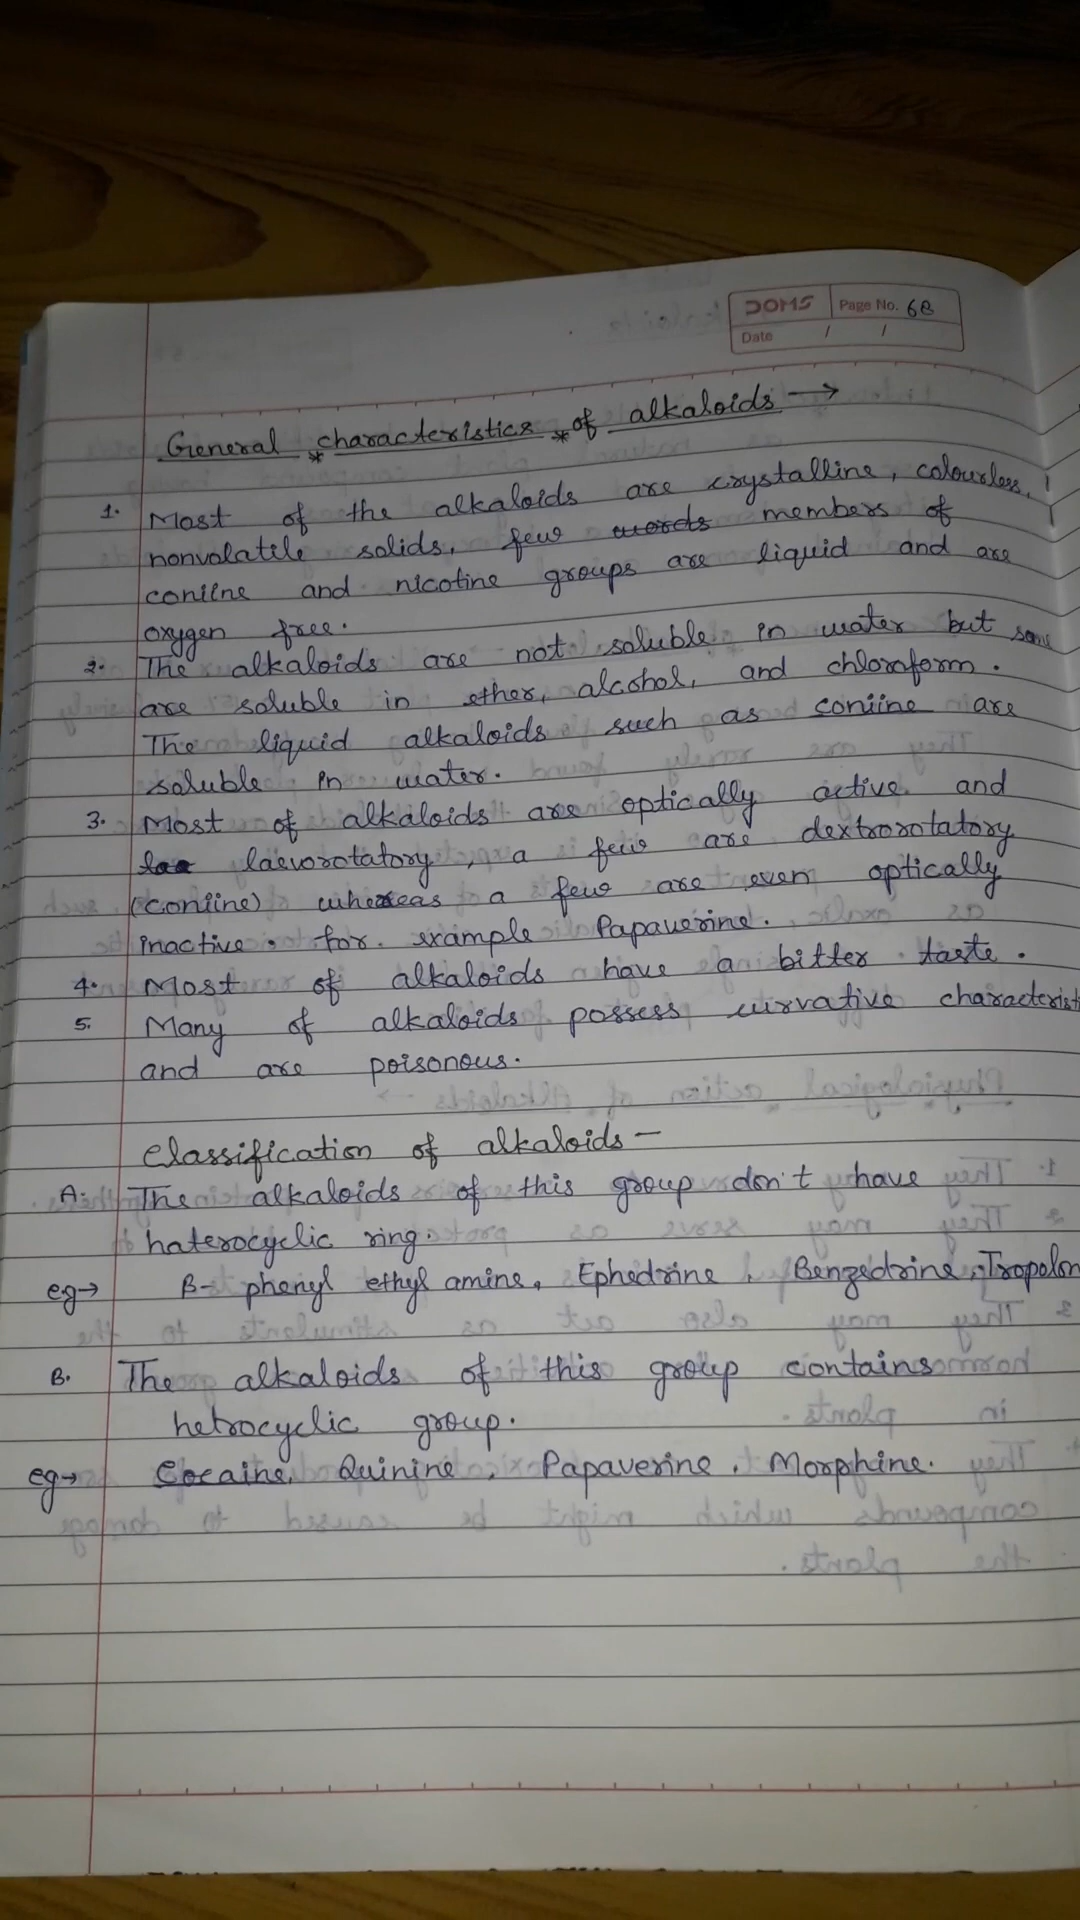 DOMS Page No. 68
Date / /
General characteristics of alkaloids →
1. Most of the alkaloids are crystalline, colourless,
nonvolatile solids, few words members of
coniine and nicotine groups are liquid and are
oxygen free.
2. The alkaloids are not soluble in water but
are soluble in ether, alcohol, and chloroform.
The liquid alkaloids such as coniine are
soluble in water.
3. Most of alkaloids are optically active and
laevorotatory, a few are dextrorotatory
(coniine) whereas a few are even optically
inactive. for example Papaverine.
4. Most of alkaloids have a bitter taste.
5. Many of alkaloids possess curvative characterist
and are poisonous.
Classification of alkaloids –
A. The alkaloids of this group don't have
haterocyclic ring.
eg→ β- phenyl ethyl amine, Ephedrine, Benzedrine, Tropolon
B. The alkaloids of this group contains
hetrocyclic group.
eg→ Cocaine, Quinine, Papaverine, Morphine.